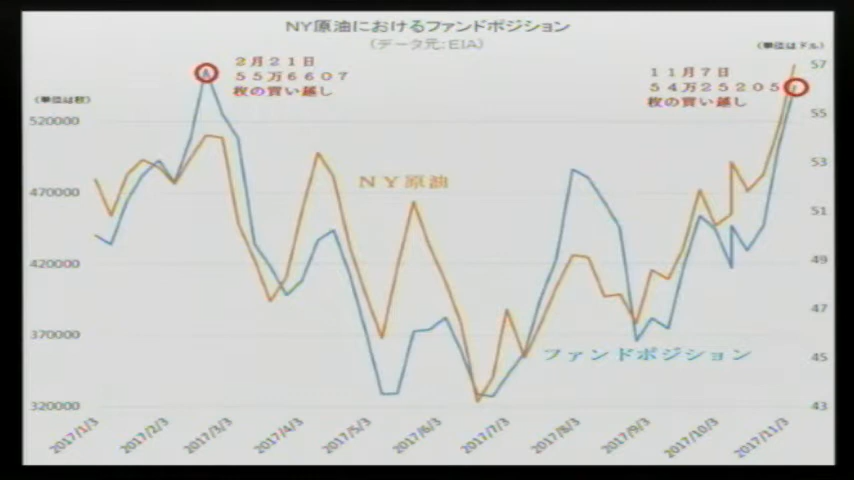 NY原油におけるファンドポジション
（データ元：EIA）
（単位はドル）
（単位は枚）
２月２１日
５５万６６０７
枚の買い越し
１１月７日
５４万２５２０５
枚の買い越し
57
55
53
51
49
47
45
43
520000
470000
420000
370000
320000
ＮＹ原油
ファンドポジション
2017/1/3
2017/2/3
2017/3/3
2017/4/3
2017/5/3
2017/6/3
2017/7/3
2017/8/3
2017/9/3
2017/10/3
2017/11/3